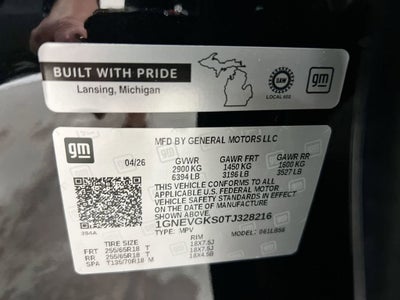 BUILT WITH PRIDE
Lansing, Michigan
UAW
LOCAL 602
gm
gm
MFD BY GENERAL MOTORS LLC
04/26 GVWR GAWR FRT GAWR RR
2900 KG 1450 KG 1600 KG
6394 LB 3196 LB 3527 LB
THIS VEHICLE CONFORMS TO ALL
APPLICABLE U.S. FEDERAL MOTOR
VEHICLE SAFETY STANDARDS IN
EFFECT ON THE DATE OF MANUFACTURE
SHOWN ABOVE.
1GNEVGKS0TJ328216
TYPE: MPV MODEL:
TIRE SIZE RIM
FRT 255/65R18 T 18X7.5J
RR 255/65R18 T 18X7.5J
SPA T135/70R18 M 18X4.5B